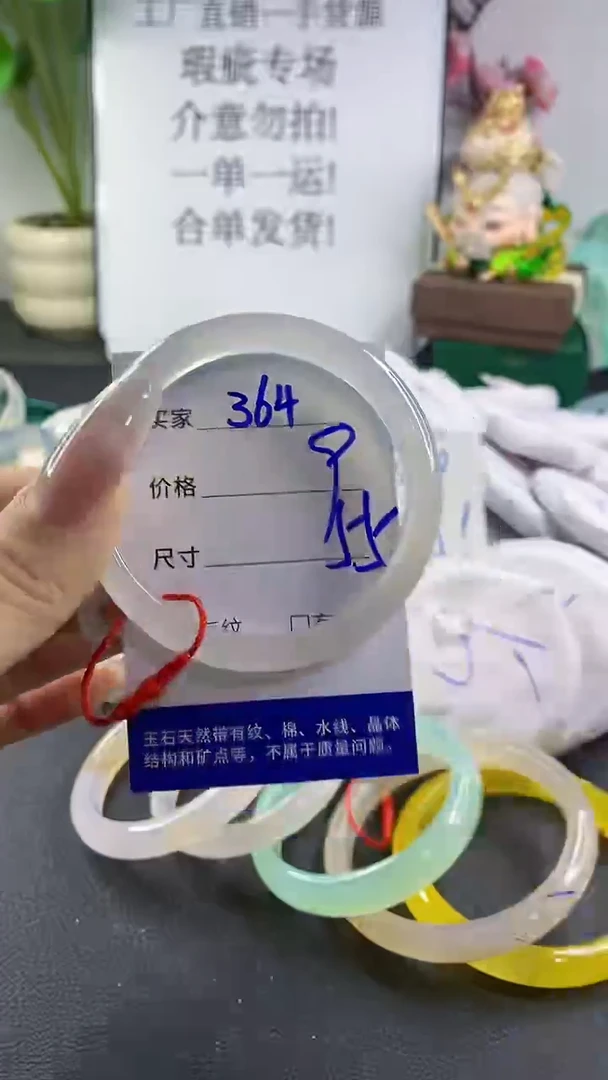 工厂直销一手货源
瑕疵专场
介意勿拍!
一单一运!
合单发货!
买家 364
价格
尺寸
玉石天然带有纹、棉、水线、晶体
结构和矿点等，不属于质量问题。